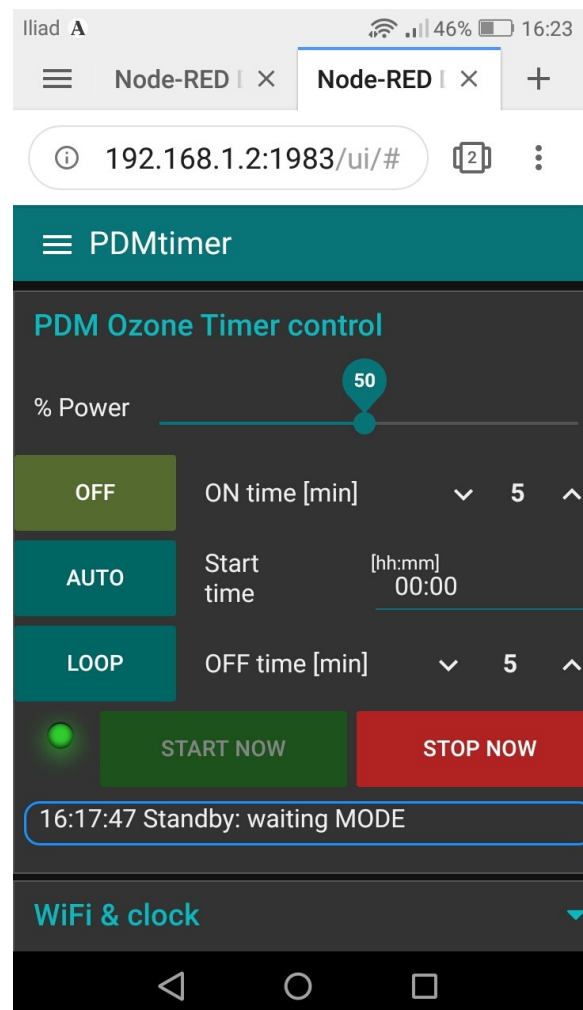 Iliad A 46% 16:23
Node-RED Node-RED
192.168.1.2:1983/ui/# 2
PDMtimer
PDM Ozone Timer control
50
% Power
OFF ON time [min] 5
AUTO Start time [hh:mm] 00:00
LOOP OFF time [min] 5
START NOW STOP NOW
16:17:47 Standby: waiting MODE
WiFi & clock